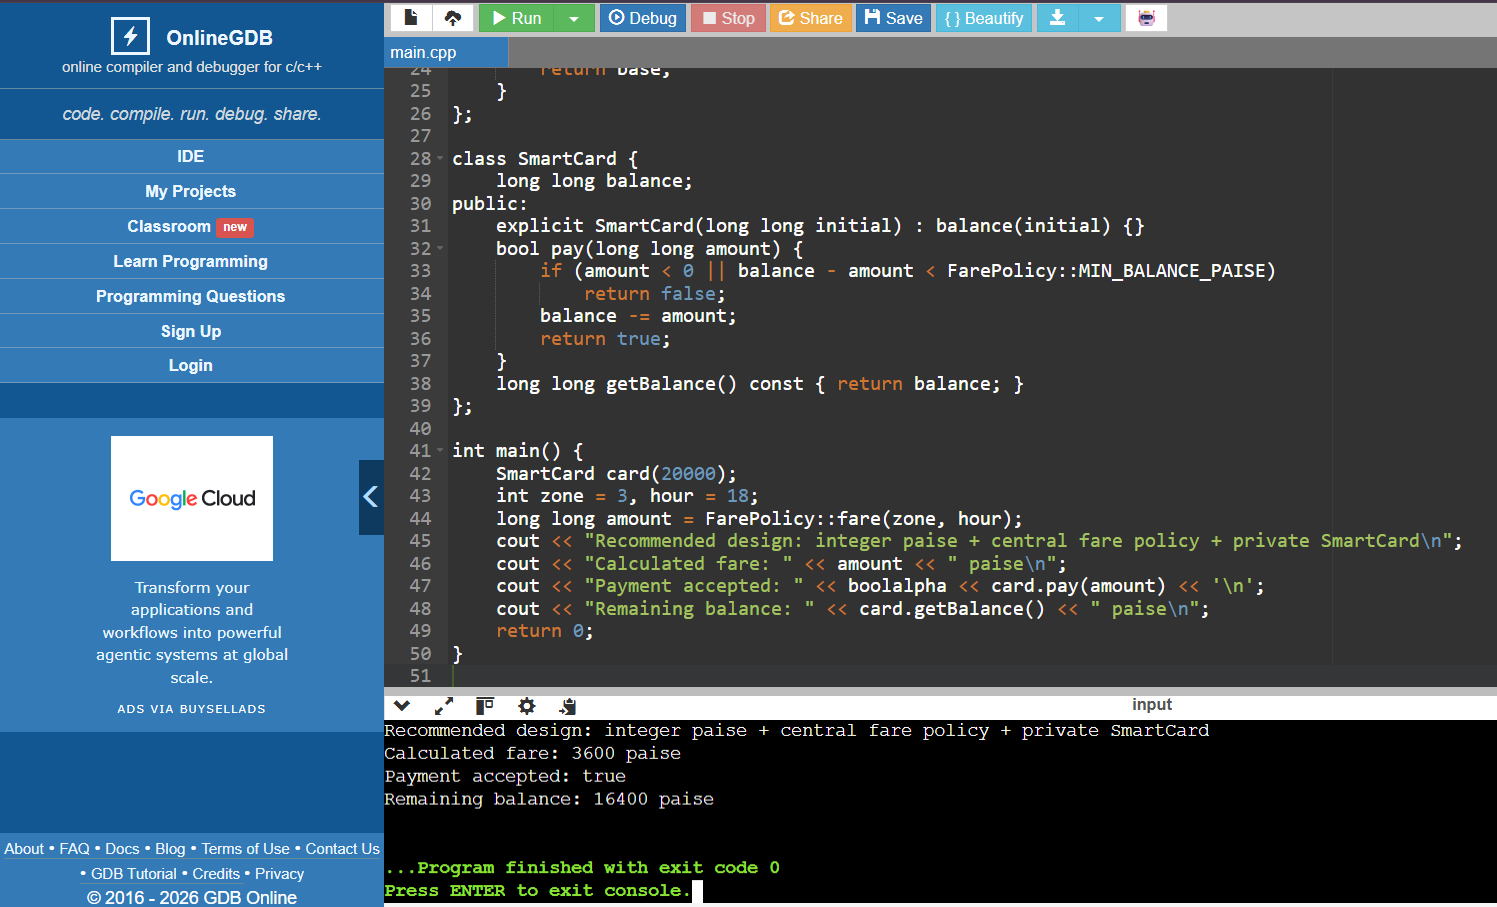 OnlineGDB
online compiler and debugger for c/c++
code. compile. run. debug. share.
IDE
My Projects
Classroom new
Learn Programming
Programming Questions
Sign Up
Login
Google Cloud
Transform your
applications and
workflows into powerful
agentic systems at global
scale.
ADS VIA BUYSELLADS
About • FAQ • Docs • Blog • Terms of Use • Contact Us
• GDB Tutorial • Credits • Privacy
© 2016 - 2026 GDB Online
Run Debug Stop Share Save { } Beautify
main.cpp
24         return base;
25     }
26 };
27
28 class SmartCard {
29     long long balance;
30 public:
31     explicit SmartCard(long long initial) : balance(initial) {}
32     bool pay(long long amount) {
33         if (amount < 0 || balance - amount < FarePolicy::MIN_BALANCE_PAISE)
34             return false;
35         balance -= amount;
36         return true;
37     }
38     long long getBalance() const { return balance; }
39 };
40
41 int main() {
42     SmartCard card(20000);
43     int zone = 3, hour = 18;
44     long long amount = FarePolicy::fare(zone, hour);
45     cout << "Recommended design: integer paise + central fare policy + private SmartCard\n";
46     cout << "Calculated fare: " << amount << " paise\n";
47     cout << "Payment accepted: " << boolalpha << card.pay(amount) << '\n';
48     cout << "Remaining balance: " << card.getBalance() << " paise\n";
49     return 0;
50 }
51
input
Recommended design: integer paise + central fare policy + private SmartCard
Calculated fare: 3600 paise
Payment accepted: true
Remaining balance: 16400 paise
...Program finished with exit code 0
Press ENTER to exit console.